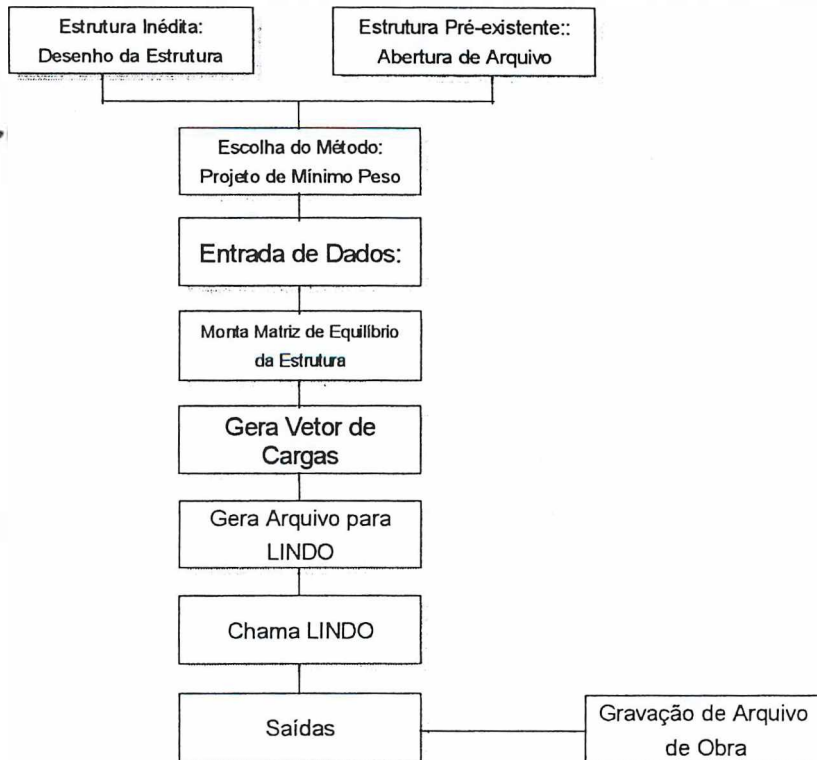 Estrutura Inédita:
Desenho da Estrutura
Estrutura Pré-existente::
Abertura de Arquivo
Escolha do Método:
Projeto de Mínimo Peso
Entrada de Dados:
Monta Matriz de Equilíbrio
da Estrutura
Gera Vetor de
Cargas
Gera Arquivo para
LINDO
Chama LINDO
Saídas
Gravação de Arquivo
de Obra